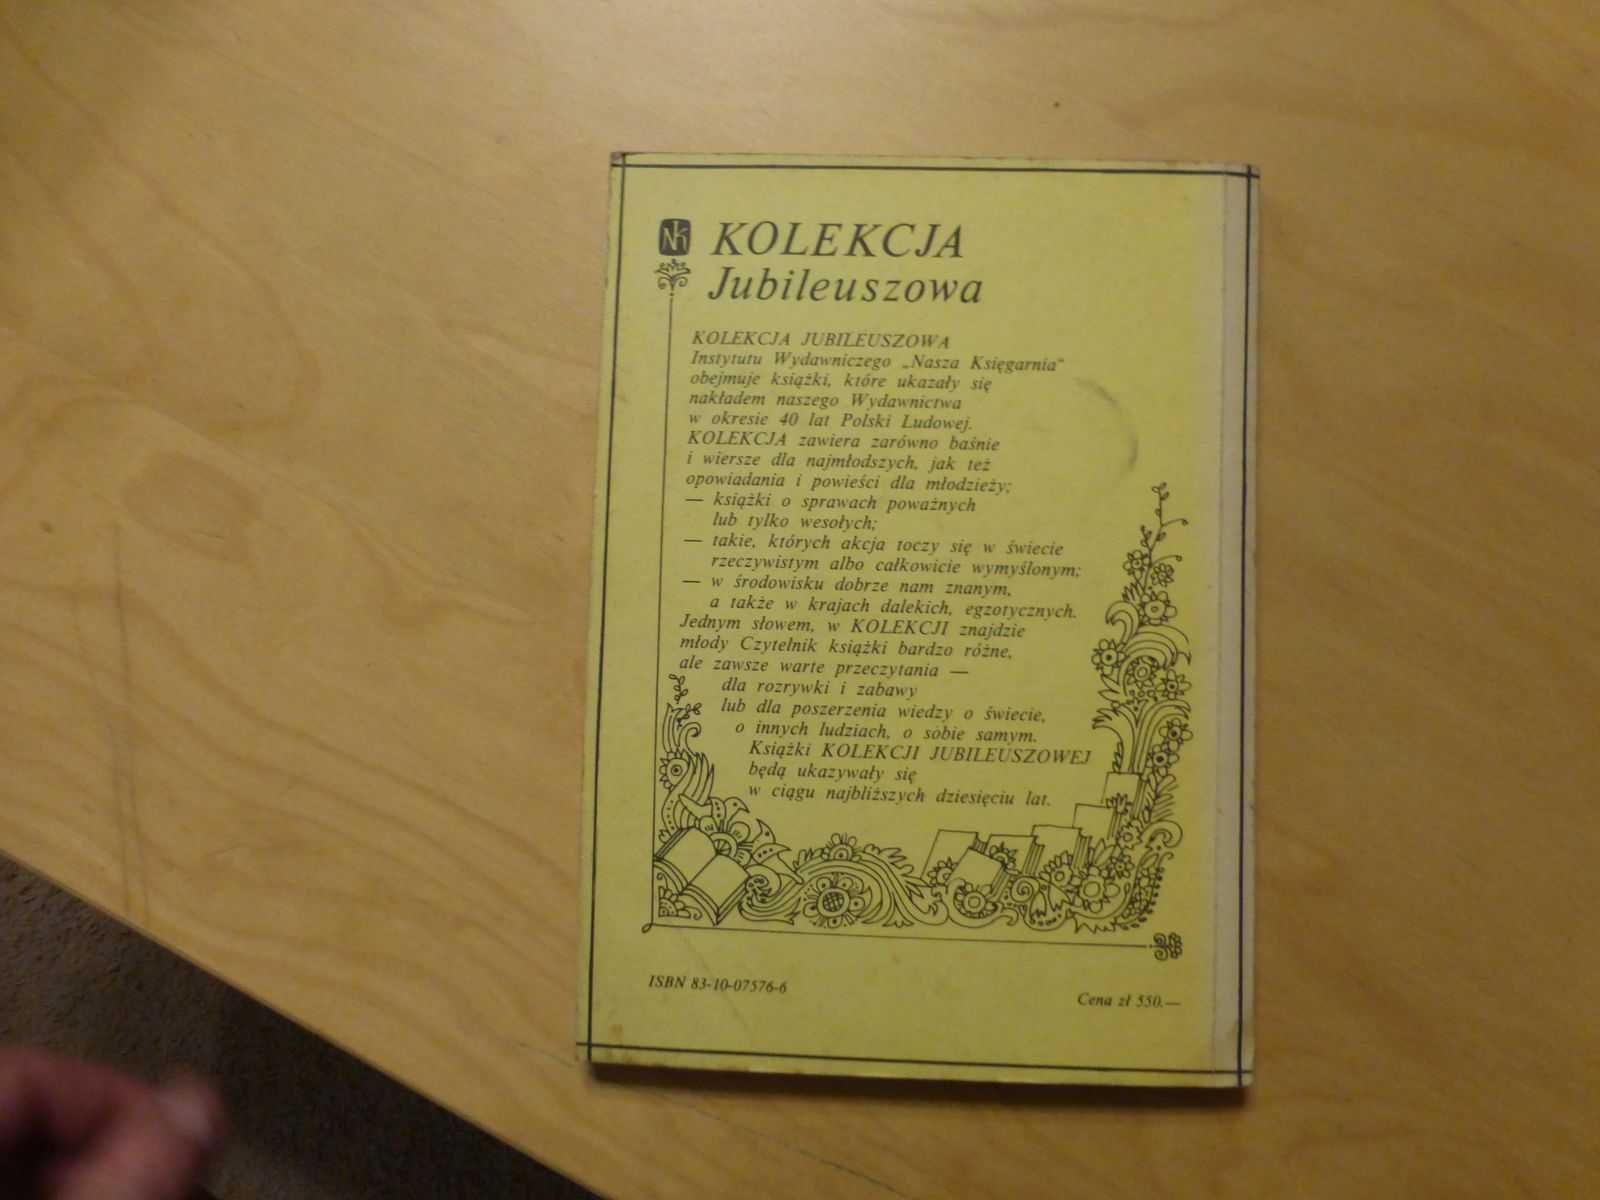 Nk
KOLEKCJA
Jubileuszowa
KOLEKCJA JUBILEUSZOWA
Instytutu Wydawniczego „Nasza Księgarnia“
obejmuje książki, które ukazały się
nakładem naszego Wydawnictwa
w okresie 40 lat Polski Ludowej.
KOLEKCJA zawiera zarówno baśnie
i wiersze dla najmłodszych, jak też
opowiadania i powieści dla młodzieży;
— książki o sprawach poważnych
lub tylko wesołych;
— takie, których akcja toczy się w świecie
rzeczywistym albo całkowicie wymyślonym;
— w środowisku dobrze nam znanym,
a także w krajach dalekich, egzotycznych.
Jednym słowem, w KOLEKCJI znajdzie
młody Czytelnik książki bardzo różne,
ale zawsze warte przeczytania —
dla rozrywki i zabawy
lub dla poszerzenia wiedzy o świecie,
o innych ludziach, o sobie samym.
Książki KOLEKCJI JUBILEUSZOWEJ
będą ukazywały się
w ciągu najbliższych dziesięciu lat.
ISBN 83-10-07576-6
Cena zł 550.—